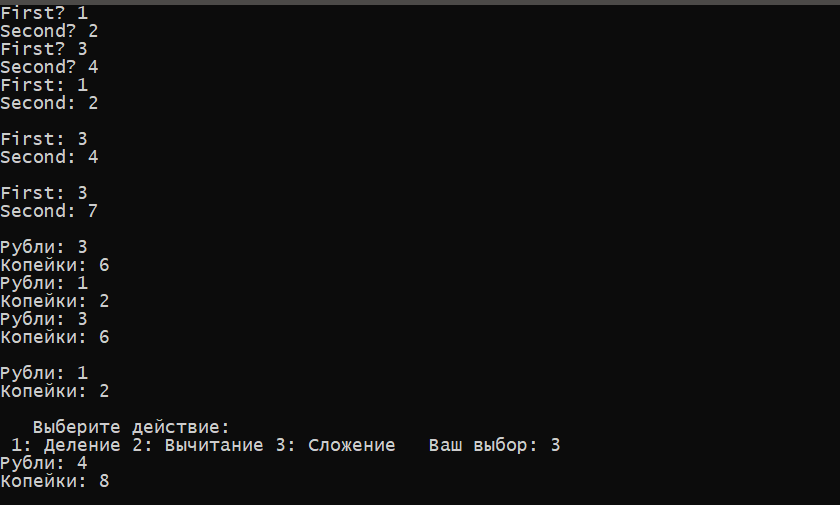 First? 1
Second? 2
First? 3
Second? 4
First: 1
Second: 2
First: 3
Second: 4
First: 3
Second: 7
Рубли: 3
Копейки: 6
Рубли: 1
Копейки: 2
Рубли: 3
Копейки: 6
Рубли: 1
Копейки: 2
Выберите действие:
1: Деление 2: Вычитание 3: Сложение   Ваш выбор: 3
Рубли: 4
Копейки: 8